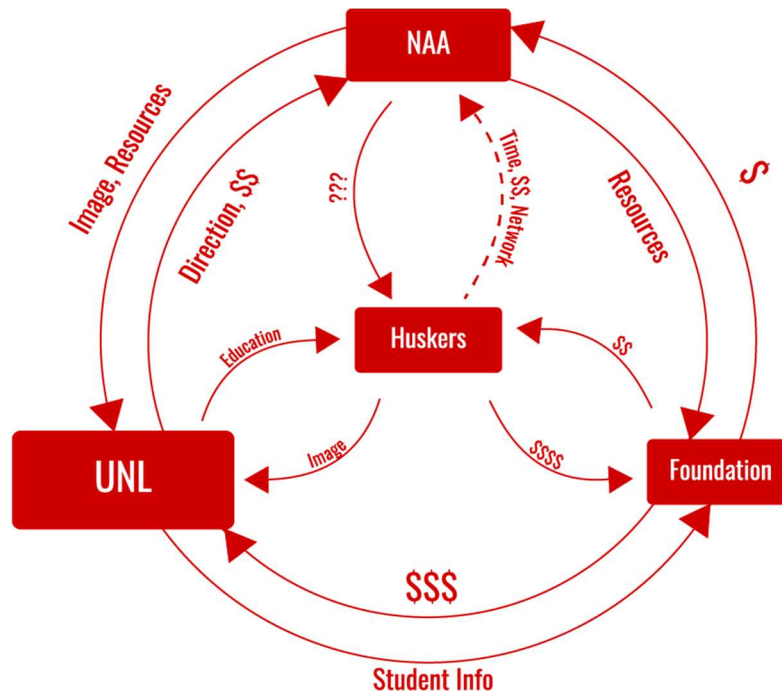 NAA
Image, Resources
Direction, $$
???
Time, $$, Network
Resources
$
Huskers
Education
$$
Image
$$$$
UNL
Foundation
$$$
Student Info